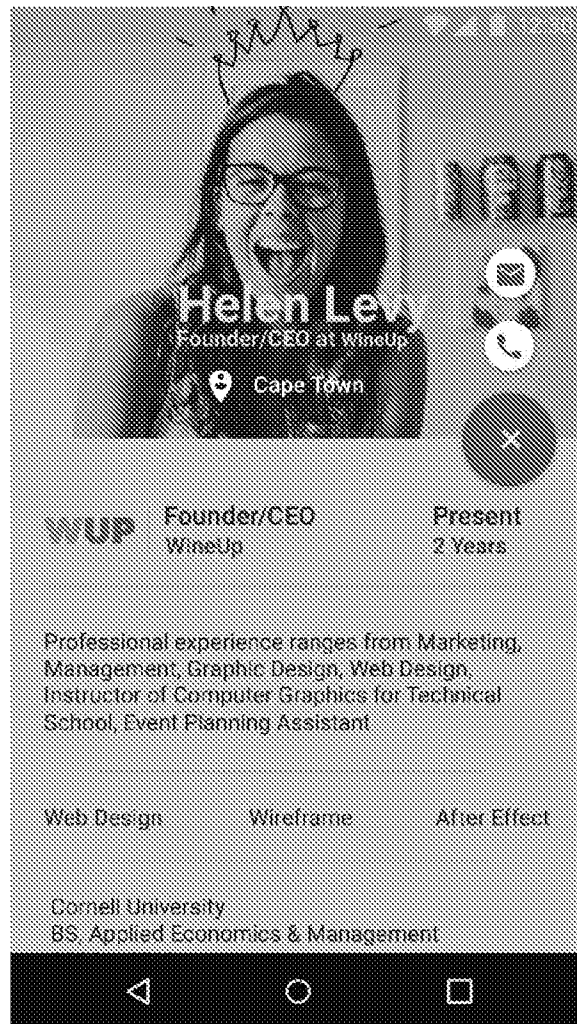 Helen Levy
Founder/CEO at WineUp
Cape Town
WUP
Founder/CEO
Present
WineUp
2 Years
Professional experience ranges from Marketing,
Management, Graphic Design, Web Design,
Instructor of Computer Graphics for Technical
School, Event Planning Assistant
Web Design
Wireframe
After Effect
Cornell University
BS, Applied Economics & Management